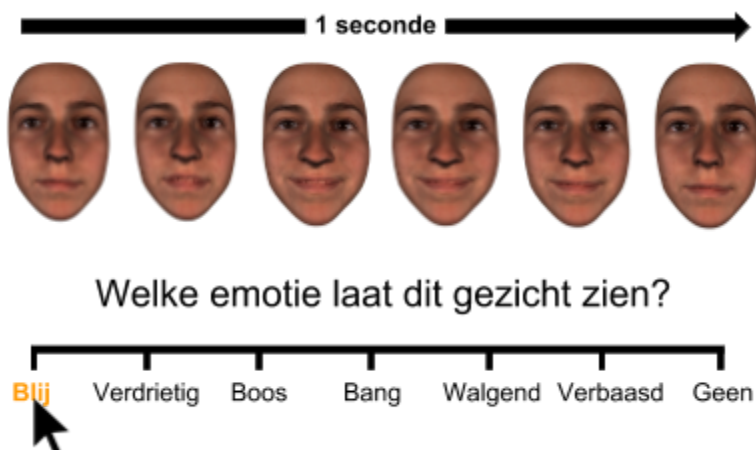 1 seconde
Welke emotie laat dit gezicht zien?
Blij Verdrietig Boos Bang Walgend Verbaasd Geen